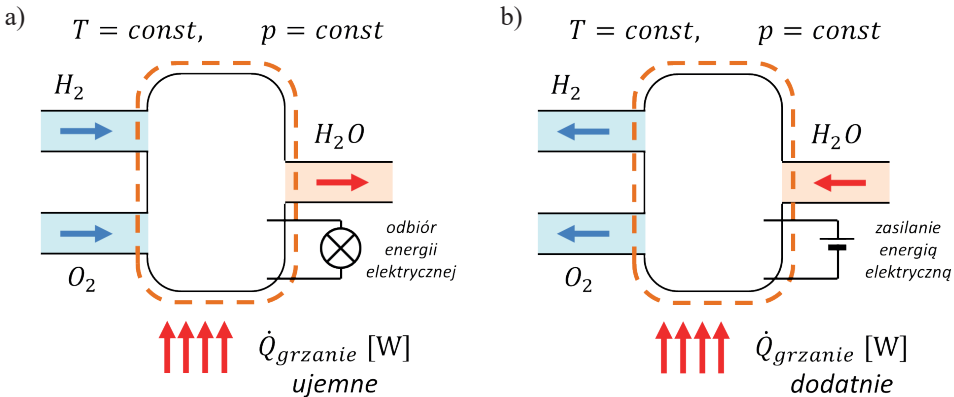 a)
T = const, p = const
H₂
H₂O
O₂
odbiór
energii
elektrycznej
Q̇grzanie [W]
ujemne
b)
T = const, p = const
H₂
H₂O
O₂
zasilanie
energią
elektryczną
Q̇grzanie [W]
dodatnie